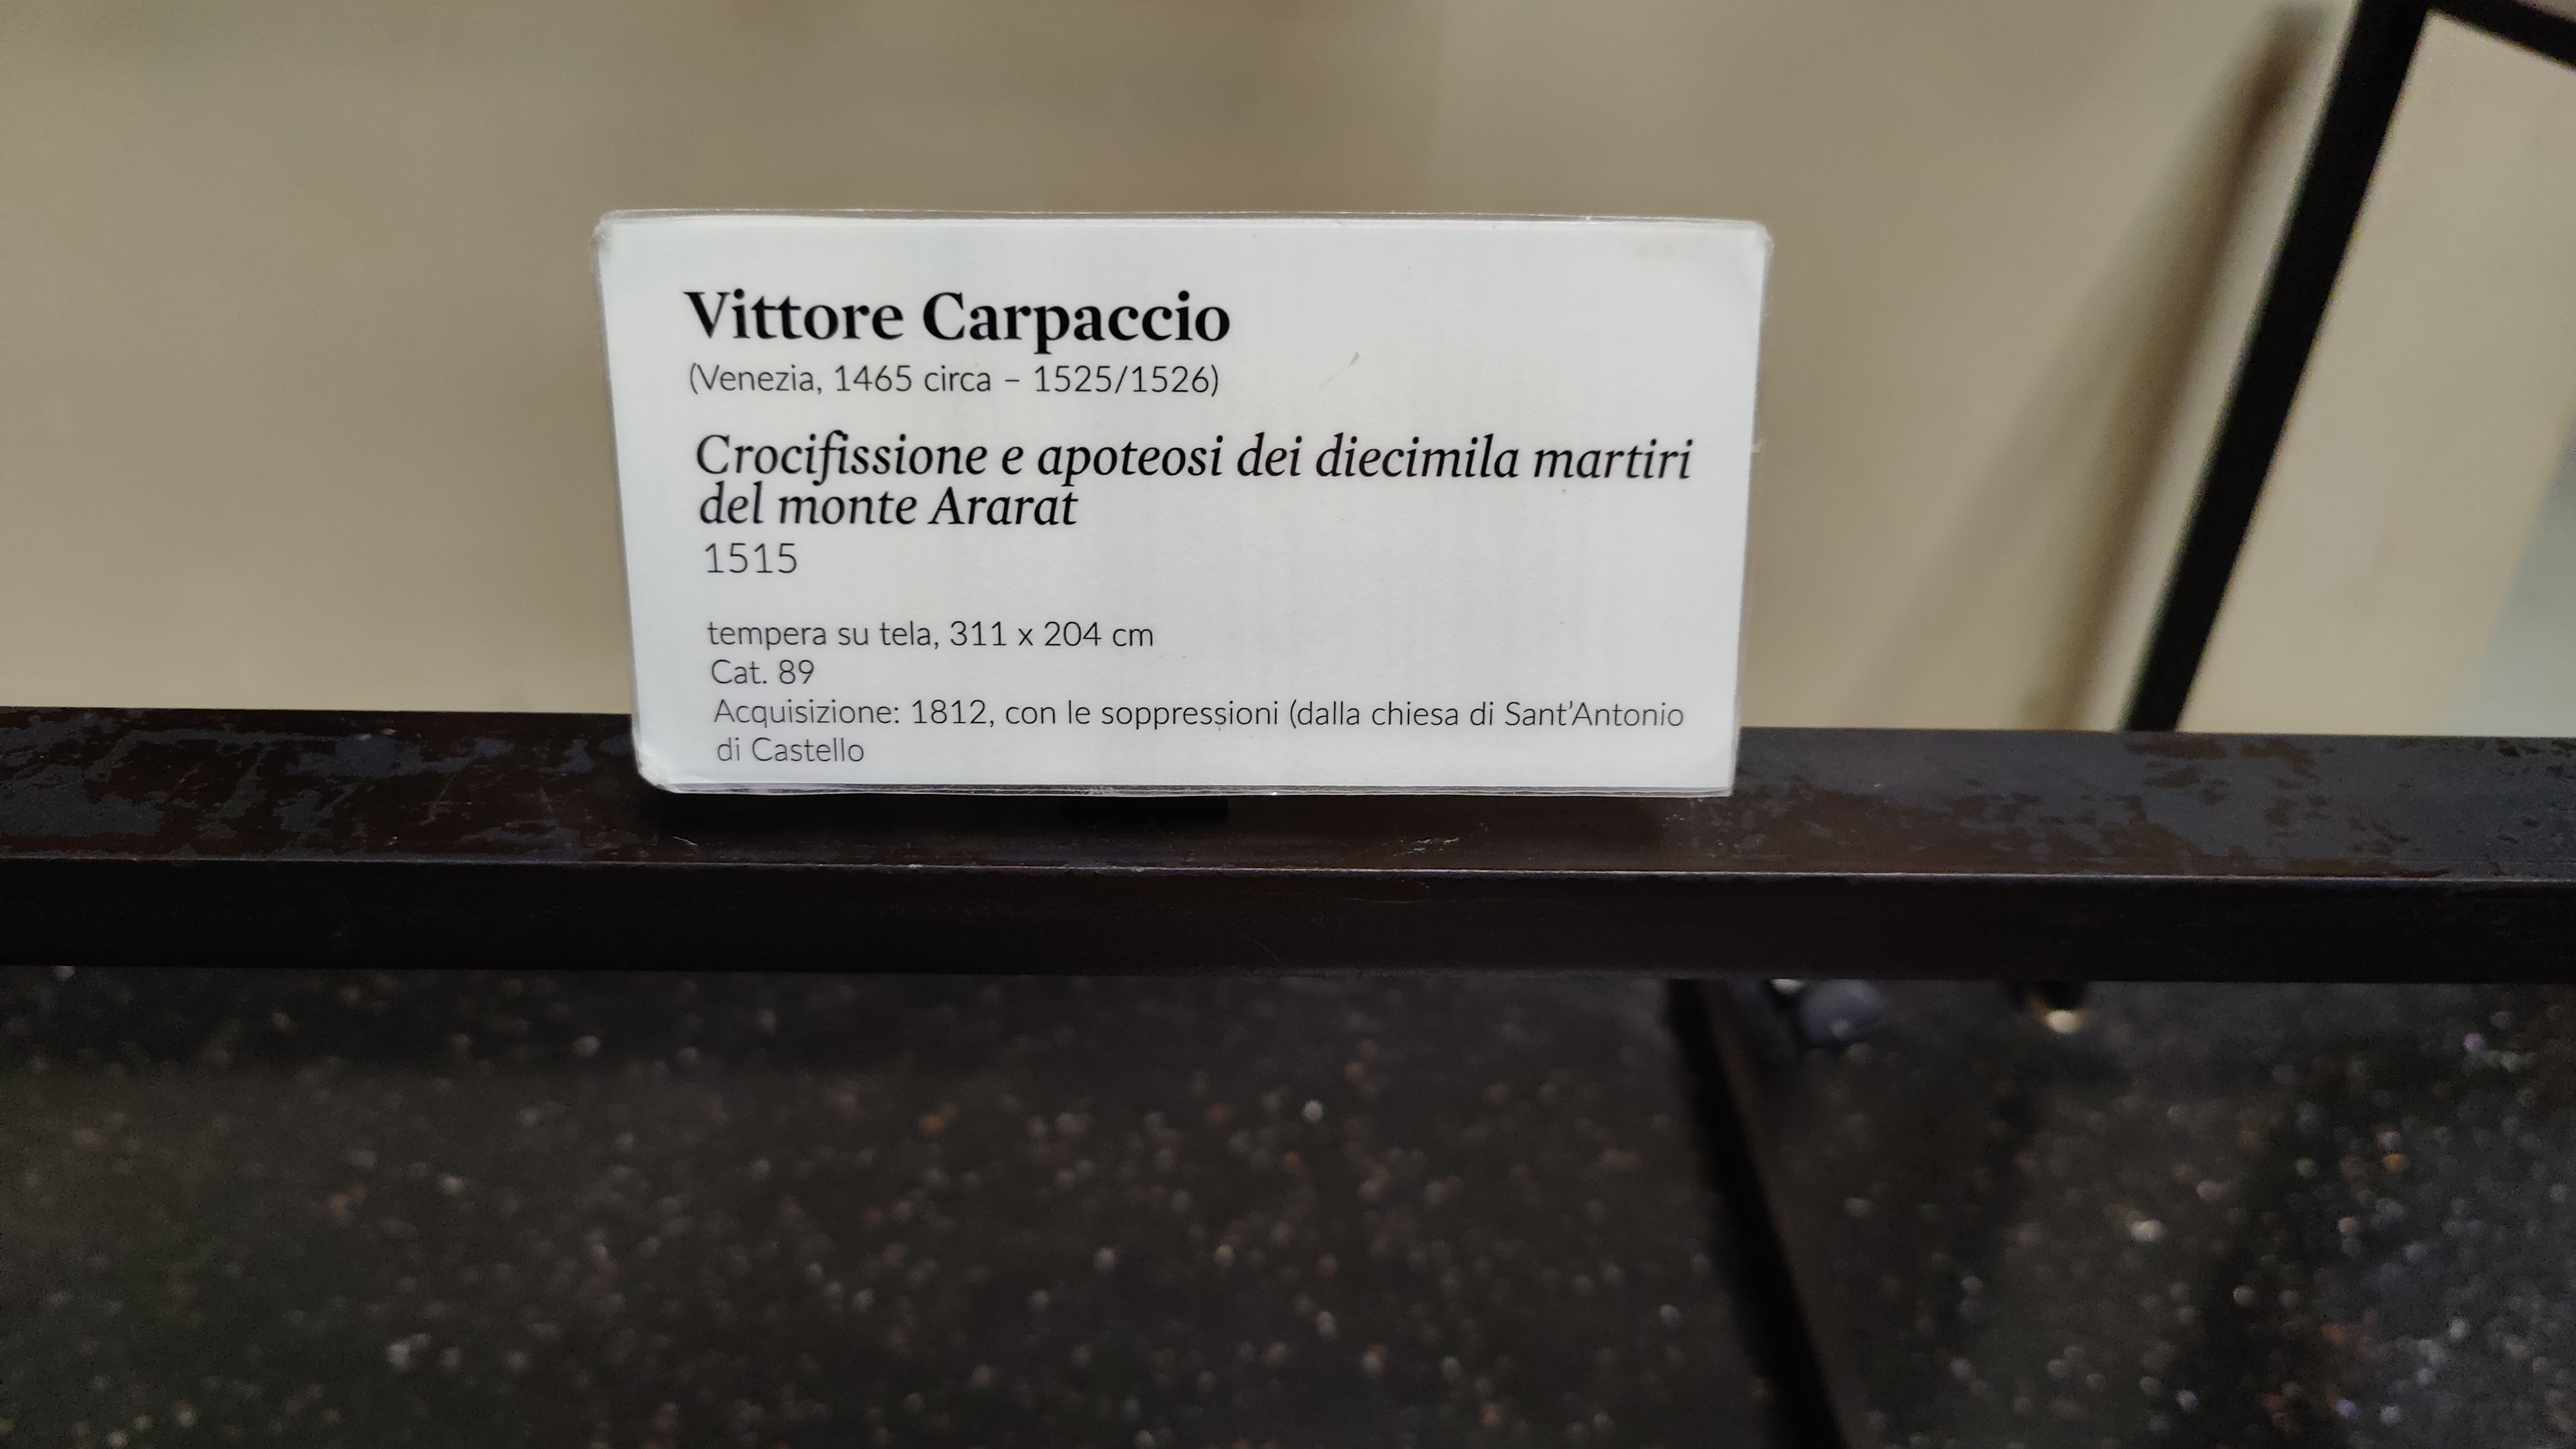 Vittore Carpaccio
(Venezia, 1465 circa – 1525/1526)
Crocifissione e apoteosi dei diecimila martiri
del monte Ararat
1515
tempera su tela, 311 x 204 cm
Cat. 89
Acquisizione: 1812, con le soppressioni (dalla chiesa di Sant’Antonio
di Castello